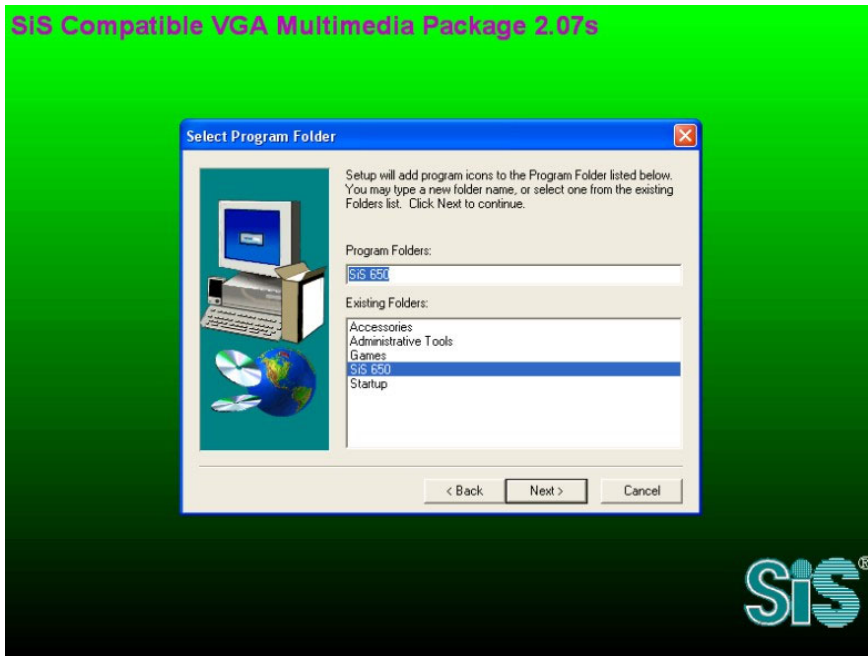 SiS Compatible VGA Multimedia Package 2.07s
Select Program Folder
Setup will add program icons to the Program Folder listed below.
You may type a new folder name, or select one from the existing
Folders list.  Click Next to continue.
Program Folders:
SiS 650
Existing Folders:
Accessories
Administrative Tools
Games
SiS 650
Startup
< Back
Next >
Cancel
SiS®